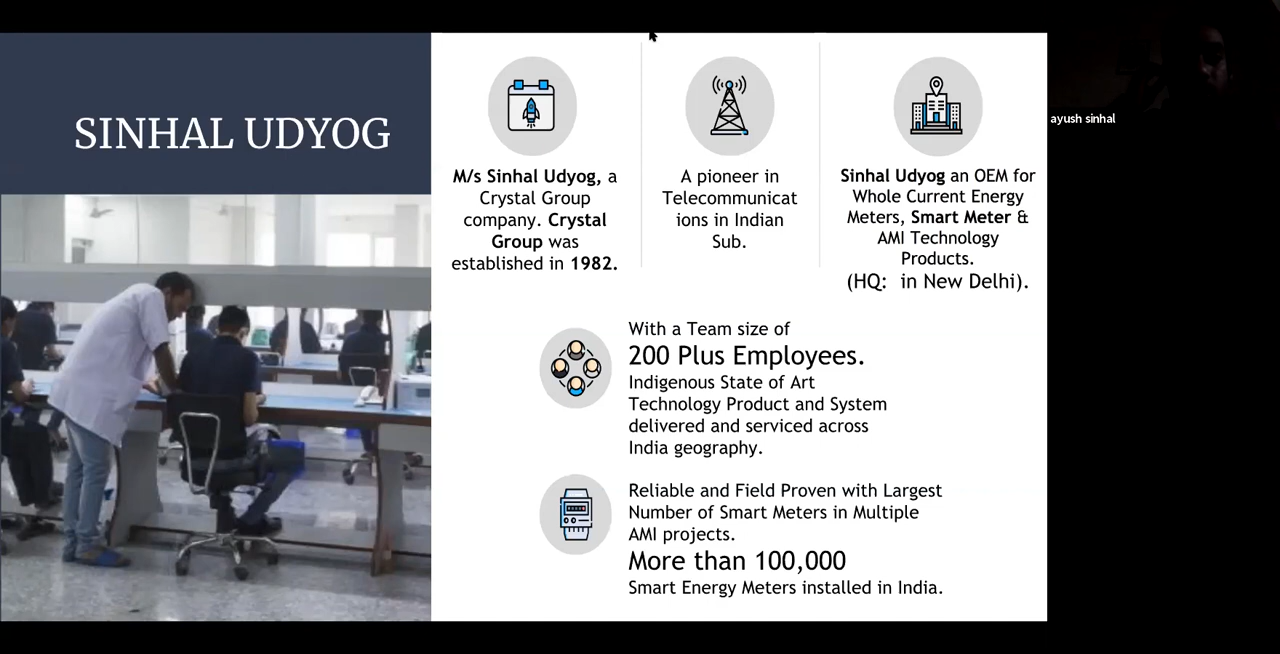 SINHAL UDYOG
M/s Sinhal Udyog, a
Crystal Group
company. Crystal
Group was
established in 1982.
A pioneer in
Telecommunicat
ions in Indian
Sub.
Sinhal Udyog an OEM for
Whole Current Energy
Meters, Smart Meter &
AMI Technology
Products.
(HQ: in New Delhi).
ayush sinhal
With a Team size of
200 Plus Employees.
Indigenous State of Art
Technology Product and System
delivered and serviced across
India geography.
Reliable and Field Proven with Largest
Number of Smart Meters in Multiple
AMI projects.
More than 100,000
Smart Energy Meters installed in India.